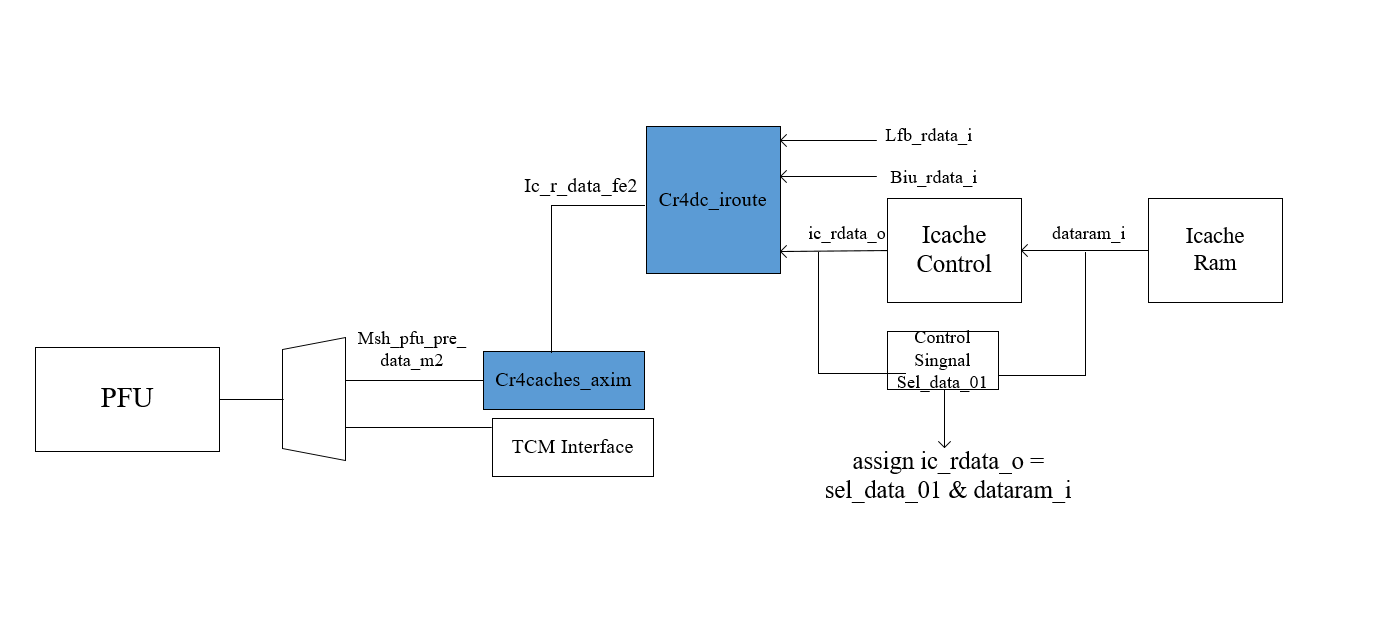 Lfb_rdata_i
Biu_rdata_i
Ic_r_data_fe2
Cr4dc_iroute
ic_rdata_o
Icache
Control
dataram_i
Icache
Ram
Msh_pfu_pre_
data_m2
Control
Singnal
Sel_data_01
PFU
Cr4caches_axim
TCM Interface
assign ic_rdata_o =
sel_data_01 & dataram_i